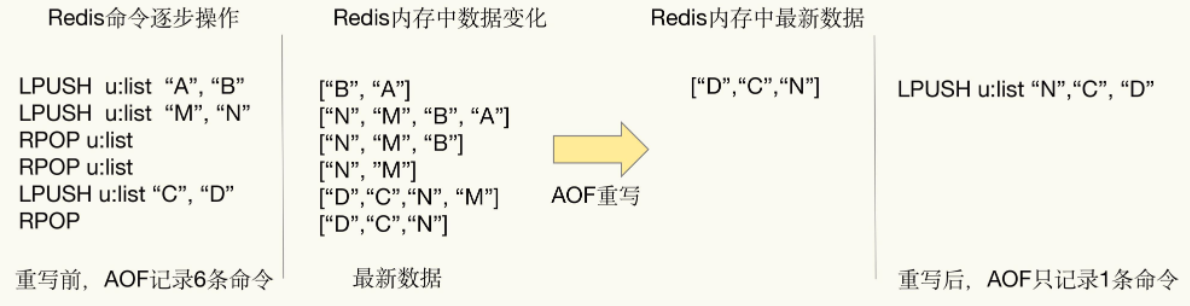 Redis命令逐步操作
LPUSH  u:list  “A”, “B”
LPUSH  u:list  “M”, “N”
RPOP u:list
RPOP u:list
LPUSH u:list “C”, “D”
RPOP
重写前，AOF记录6条命令
Redis内存中数据变化
[“B”, “A”]
[“N”, “M”, “B”, “A”]
[“N”, “M”, “B”]
[“N”, ”M”]
[“D”,“C”,“N”, “M”]
[“D”,“C”,“N”]
最新数据
AOF重写
Redis内存中最新数据
[“D”,“C”,“N”]
LPUSH u:list “N”,“C”, “D”
重写后，AOF只记录1条命令